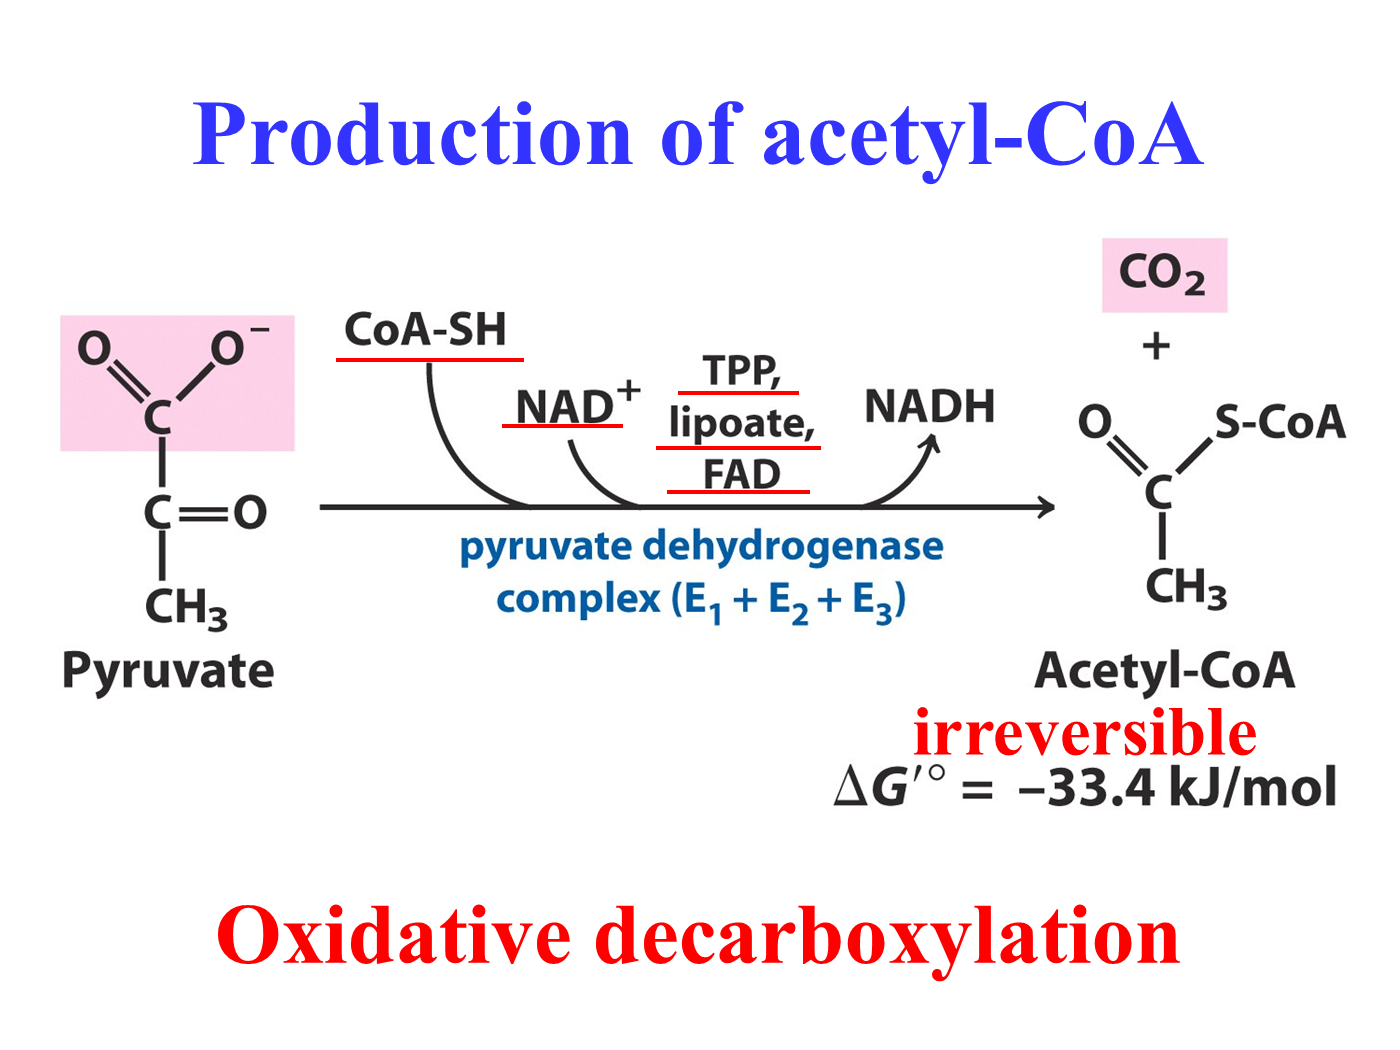 Production of acetyl-CoA
O
O⁻
C
C
O
CH₃
Pyruvate
CoA-SH
NAD⁺
TPP,
lipoate,
FAD
NADH
pyruvate dehydrogenase
complex (E₁ + E₂ + E₃)
CO₂
+
O
S-CoA
C
CH₃
Acetyl-CoA
irreversible
ΔG′° = –33.4 kJ/mol
Oxidative decarboxylation